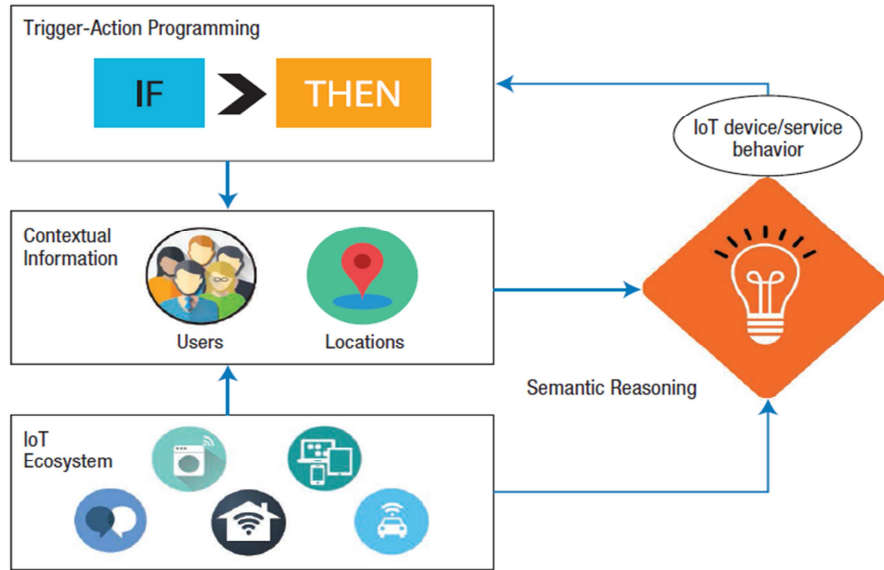 Trigger-Action Programming
IF
THEN
IoT device/service
behavior
Contextual
Information
Users
Locations
Semantic Reasoning
IoT
Ecosystem